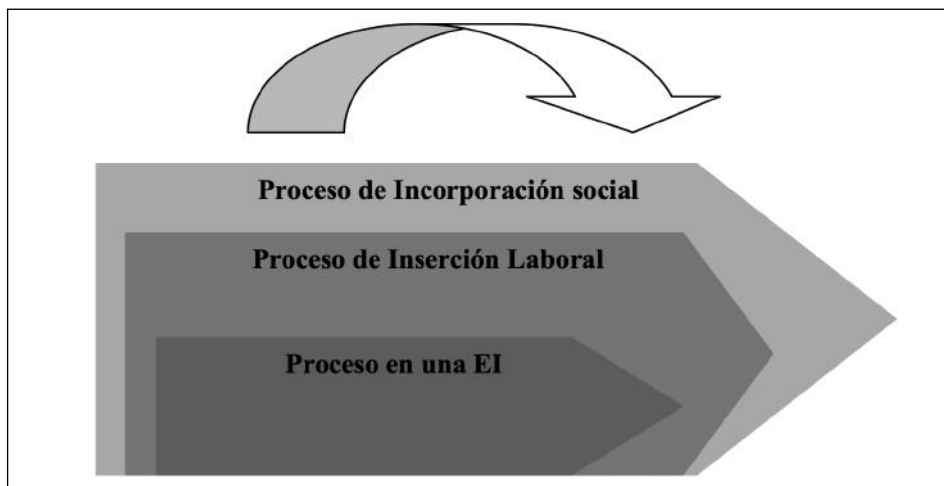 Proceso de Incorporación social
Proceso de Inserción Laboral
Proceso en una EI